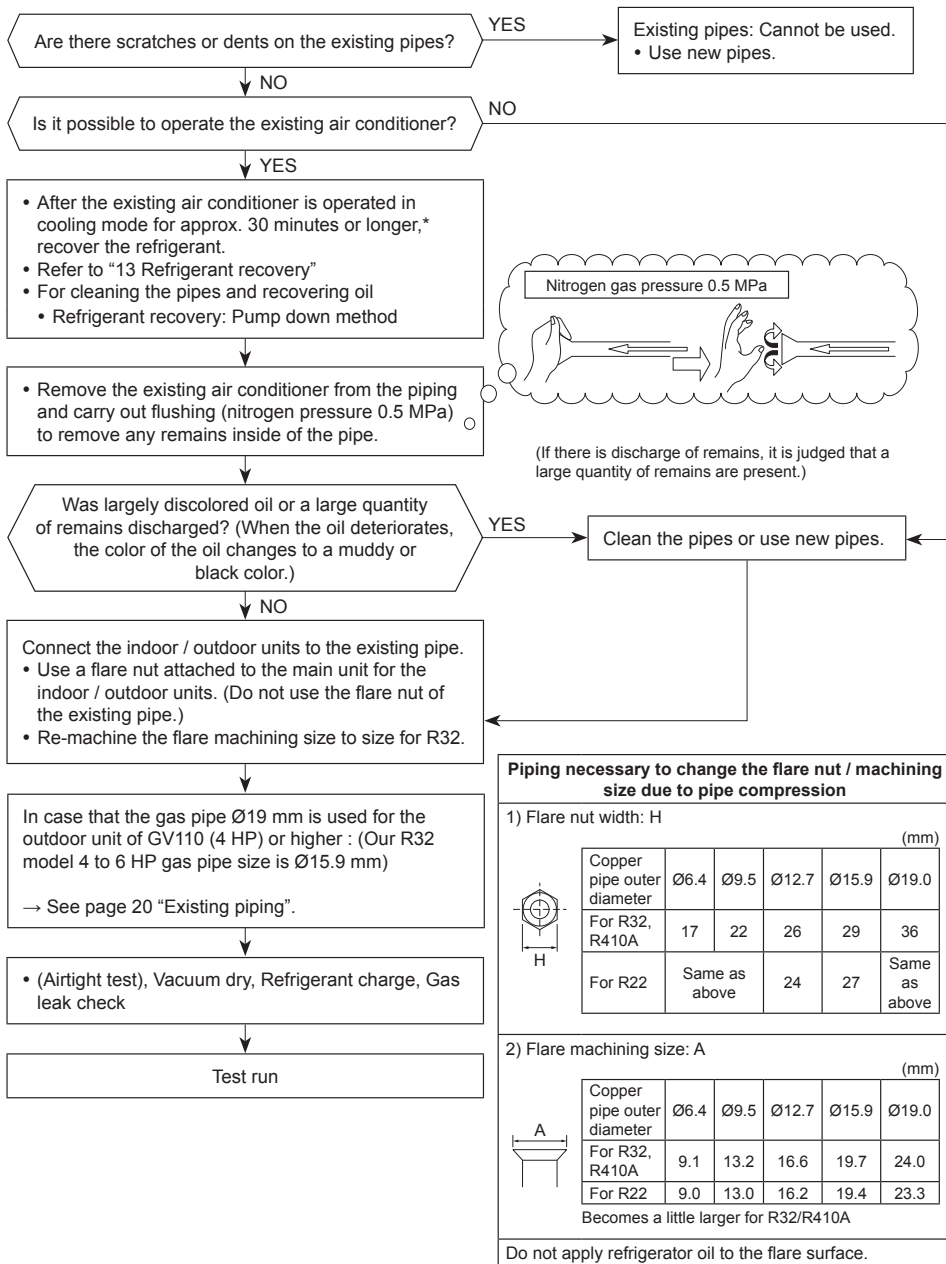 Are there scratches or dents on the existing pipes?
YES
Existing pipes: Cannot be used.
• Use new pipes.
NO
Is it possible to operate the existing air conditioner?
NO
YES
• After the existing air conditioner is operated in
cooling mode for approx. 30 minutes or longer,*
recover the refrigerant.
• Refer to “13 Refrigerant recovery”
• For cleaning the pipes and recovering oil
• Refrigerant recovery: Pump down method
Nitrogen gas pressure 0.5 MPa
• Remove the existing air conditioner from the piping
and carry out flushing (nitrogen pressure 0.5 MPa)
to remove any remains inside of the pipe.
(If there is discharge of remains, it is judged that a
large quantity of remains are present.)
Was largely discolored oil or a large quantity
of remains discharged? (When the oil deteriorates,
the color of the oil changes to a muddy or
black color.)
YES
Clean the pipes or use new pipes.
NO
Connect the indoor / outdoor units to the existing pipe.
• Use a flare nut attached to the main unit for the
indoor / outdoor units. (Do not use the flare nut of
the existing pipe.)
• Re-machine the flare machining size to size for R32.
In case that the gas pipe Ø19 mm is used for the
outdoor unit of GV110 (4 HP) or higher : (Our R32
model 4 to 6 HP gas pipe size is Ø15.9 mm)
→ See page 20 “Existing piping”.
• (Airtight test), Vacuum dry, Refrigerant charge, Gas
leak check
Test run
Piping necessary to change the flare nut / machining
size due to pipe compression
1) Flare nut width: H
(mm)
H
Copper
pipe outer
diameter
Ø6.4 Ø9.5 Ø12.7 Ø15.9 Ø19.0
For R32,
R410A
17 22 26 29 36
For R22
Same as
above
24 27
Same
as
above
2) Flare machining size: A
(mm)
A
Copper
pipe outer
diameter
Ø6.4 Ø9.5 Ø12.7 Ø15.9 Ø19.0
For R32,
R410A
9.1 13.2 16.6 19.7 24.0
For R22 9.0 13.0 16.2 19.4 23.3
Becomes a little larger for R32/R410A
Do not apply refrigerator oil to the flare surface.